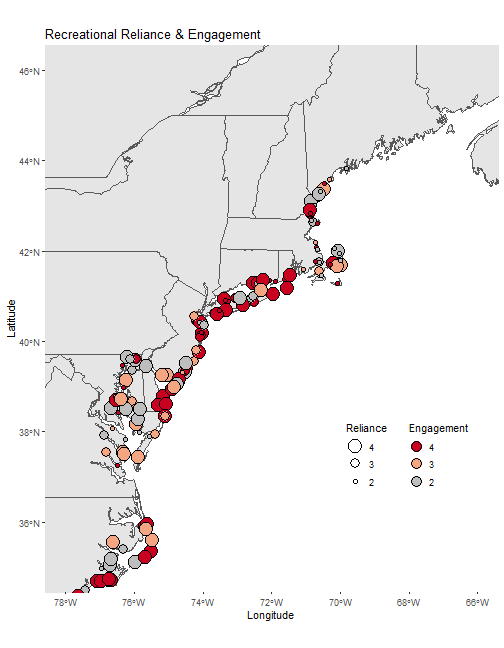 Recreational Reliance & Engagement
46°N
44°N
42°N
40°N
38°N
36°N
Latitude
Reliance
4
3
2
Engagement
4
3
2
78°W 76°W 74°W 72°W 70°W 68°W 66°W
Longitude